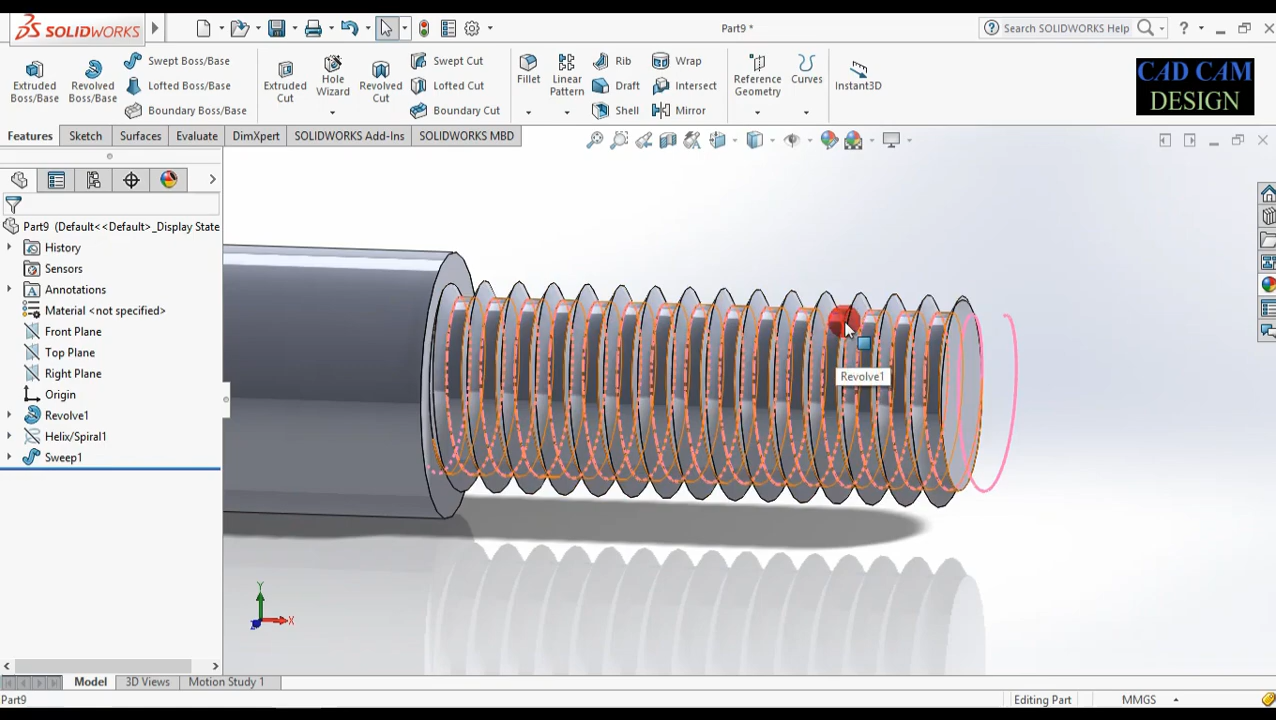 SOLIDWORKS
Part9 *
Search SOLIDWORKS Help
?
Extruded Boss/Base
Revolved Boss/Base
Swept Boss/Base
Lofted Boss/Base
Boundary Boss/Base
Extruded Cut
Hole Wizard
Revolved Cut
Swept Cut
Lofted Cut
Boundary Cut
Fillet
Linear Pattern
Rib
Draft
Shell
Wrap
Intersect
Mirror
Reference Geometry
Curves
Instant3D
CAD CAM
DESIGN
Features
Sketch
Surfaces
Evaluate
DimXpert
SOLIDWORKS Add-Ins
SOLIDWORKS MBD
Part9 (Default<<Default>_Display State
History
Sensors
Annotations
Material <not specified>
Front Plane
Top Plane
Right Plane
Origin
Revolve1
Helix/Spiral1
Sweep1
Revolve1
Y
X
Z
Model
3D Views
Motion Study 1
Part9
Editing Part
MMGS